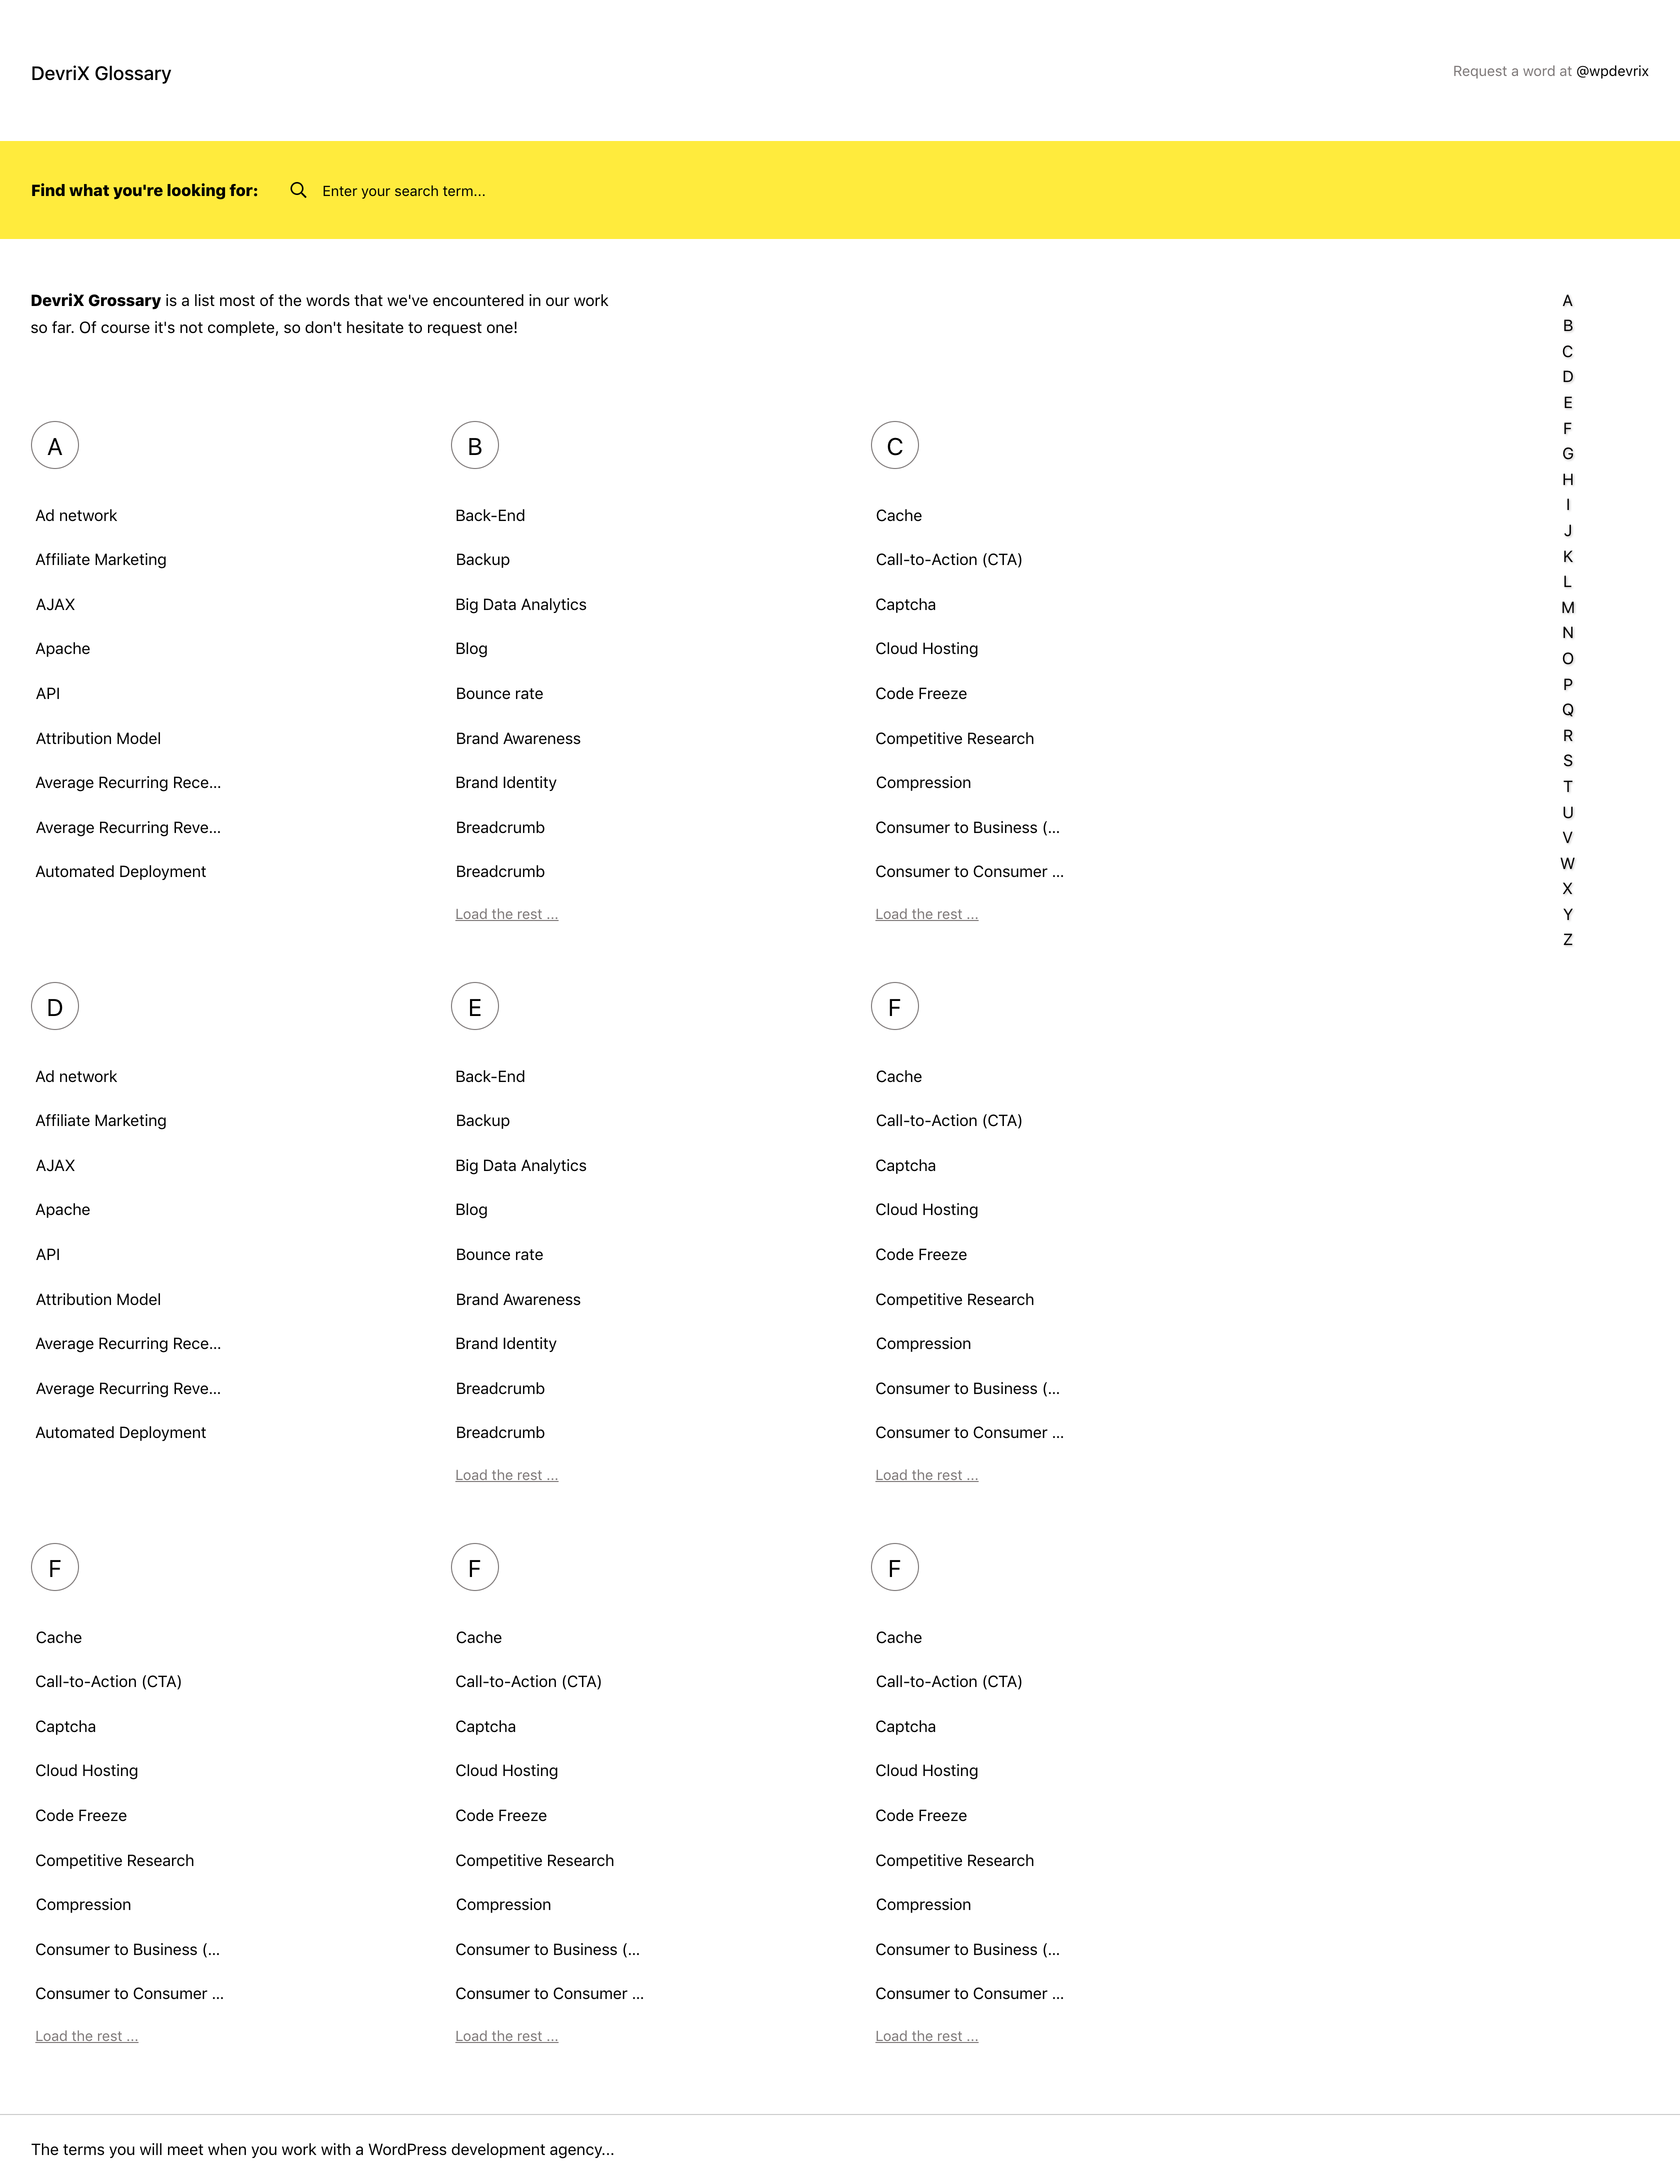 DevriX Glossary
Request a word at @wpdevrix
Find what you're looking for:
Enter your search term...
DevriX Grossary is a list most of the words that we've encountered in our work
so far. Of course it's not complete, so don't hesitate to request one!
A
Ad network
Affiliate Marketing
AJAX
Apache
API
Attribution Model
Average Recurring Rece...
Average Recurring Reve...
Automated Deployment
B
Back-End
Backup
Big Data Analytics
Blog
Bounce rate
Brand Awareness
Brand Identity
Breadcrumb
Breadcrumb
Load the rest ...
C
Cache
Call-to-Action (CTA)
Captcha
Cloud Hosting
Code Freeze
Competitive Research
Compression
Consumer to Business (...
Consumer to Consumer ...
Load the rest ...
D
Ad network
Affiliate Marketing
AJAX
Apache
API
Attribution Model
Average Recurring Rece...
Average Recurring Reve...
Automated Deployment
E
Back-End
Backup
Big Data Analytics
Blog
Bounce rate
Brand Awareness
Brand Identity
Breadcrumb
Breadcrumb
Load the rest ...
F
Cache
Call-to-Action (CTA)
Captcha
Cloud Hosting
Code Freeze
Competitive Research
Compression
Consumer to Business (...
Consumer to Consumer ...
Load the rest ...
F
Cache
Call-to-Action (CTA)
Captcha
Cloud Hosting
Code Freeze
Competitive Research
Compression
Consumer to Business (...
Consumer to Consumer ...
Load the rest ...
F
Cache
Call-to-Action (CTA)
Captcha
Cloud Hosting
Code Freeze
Competitive Research
Compression
Consumer to Business (...
Consumer to Consumer ...
Load the rest ...
F
Cache
Call-to-Action (CTA)
Captcha
Cloud Hosting
Code Freeze
Competitive Research
Compression
Consumer to Business (...
Consumer to Consumer ...
Load the rest ...
A
B
C
D
E
F
G
H
I
J
K
L
M
N
O
P
Q
R
S
T
U
V
W
X
Y
Z
The terms you will meet when you work with a WordPress development agency...